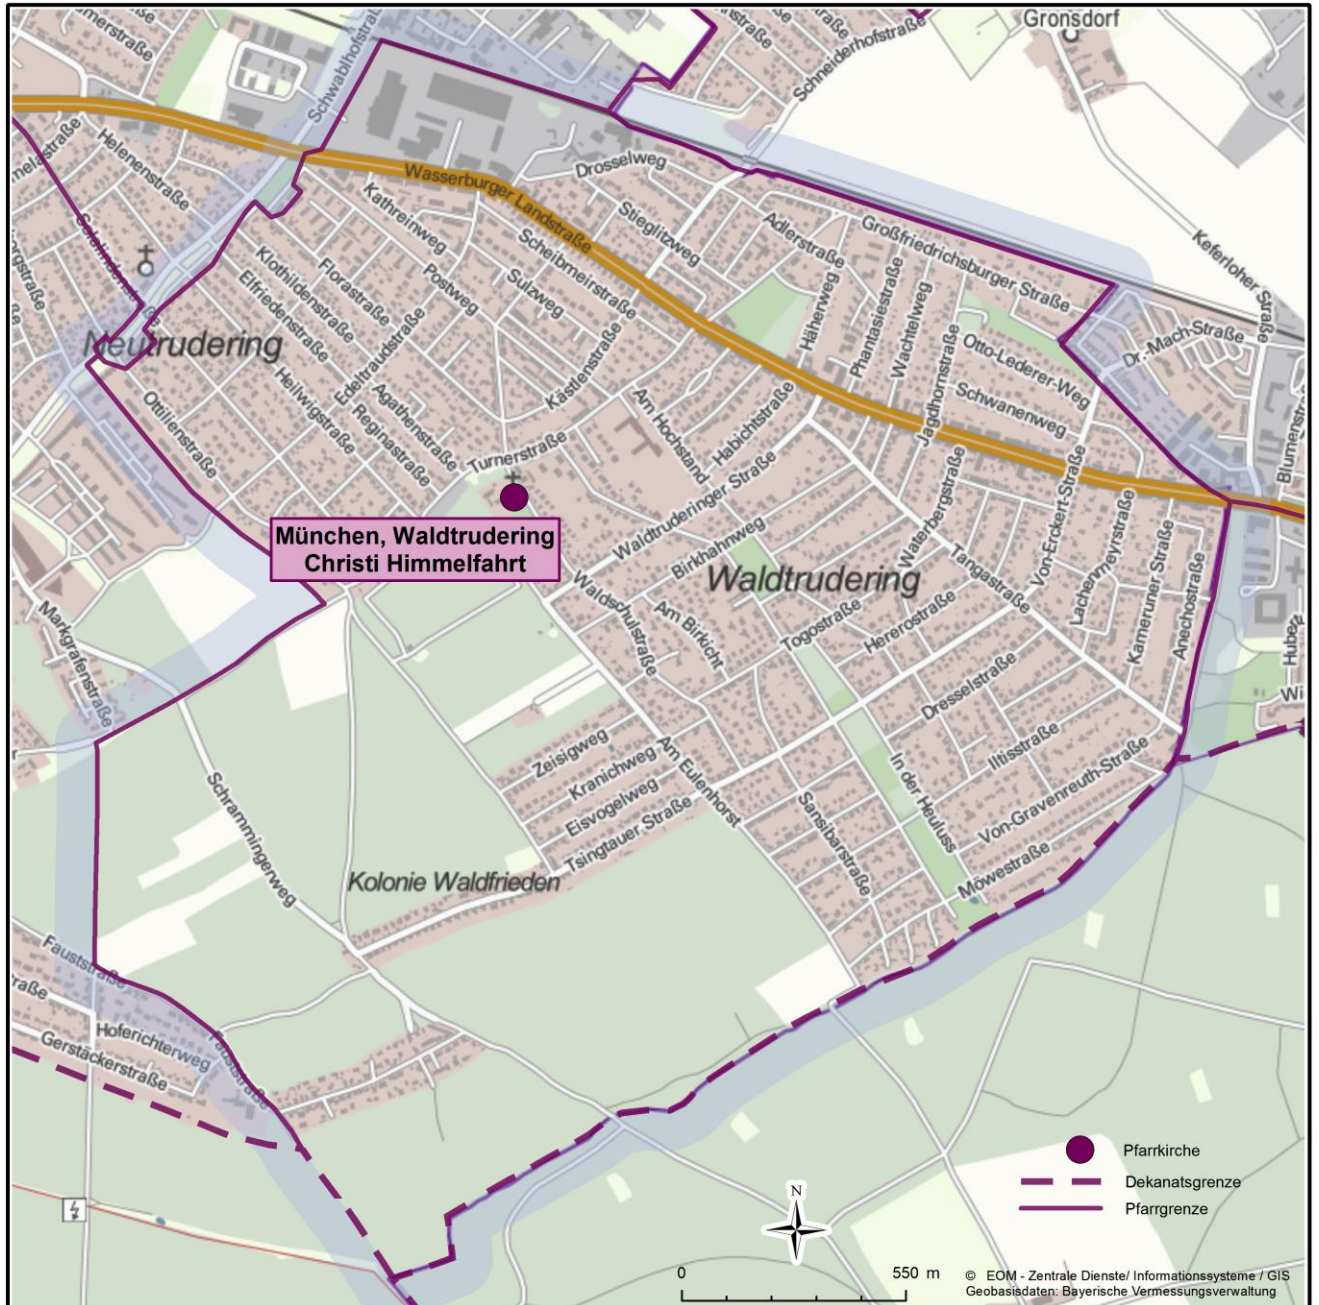 Gronsdorf
Schwablhofstraße
Schneiderhofstraße
Helenenstraße
Drosselweg
Wasserburger Landstraße
Kathreinweg
Stieglitzweg
Adlerstraße
Großfriedrichsburger Straße
Keferloher Straße
Scheibmeirstraße
Postweg
Sulzweg
Florastraße
Klothildenstraße
Elfriedenstraße
Häherweg
Phantasiestraße
Wachtelweg
Neutrudering
Dr.-Mach-Straße
Otto-Lederer-Weg
Edeltraudstraße
Heilwigstraße
Kästlenstraße
Jagdhornstraße
Schwanenweg
Ottilienstraße
Agathenstraße
Reginastraße
Am Hochstand
Habichtstraße
Turnerstraße
Waldtruderinger Straße
Waterbergstraße
Von-Erckert-Straße
Lachenmeyrstraße
Kameruner Straße
Anechostraße
München, Waldtrudering
Christi Himmelfahrt
Birkhahnweg
Waldtrudering
Tangastraße
Waldschulstraße
Am Birkicht
Togostraße
Hererostraße
Markgrafenstraße
Dresselstraße
Iltisstraße
Zeisigweg
Kranichweg
Eisvogelweg
Am Eulenhorst
Tsingtauer Straße
In der Heuluss
Von-Gravenreuth-Straße
Sansibarstraße
Möwestraße
Schrammingerweg
Kolonie Waldfrieden
Fauststraße
Hoferichterweg
Gerstäckerstraße
Fauststraße
Pfarrkirche
Dekanatsgrenze
Pfarrgrenze
N
0 550 m
© EOM - Zentrale Dienste/ Informationssysteme / GIS
Geobasisdaten: Bayerische Vermessungsverwaltung